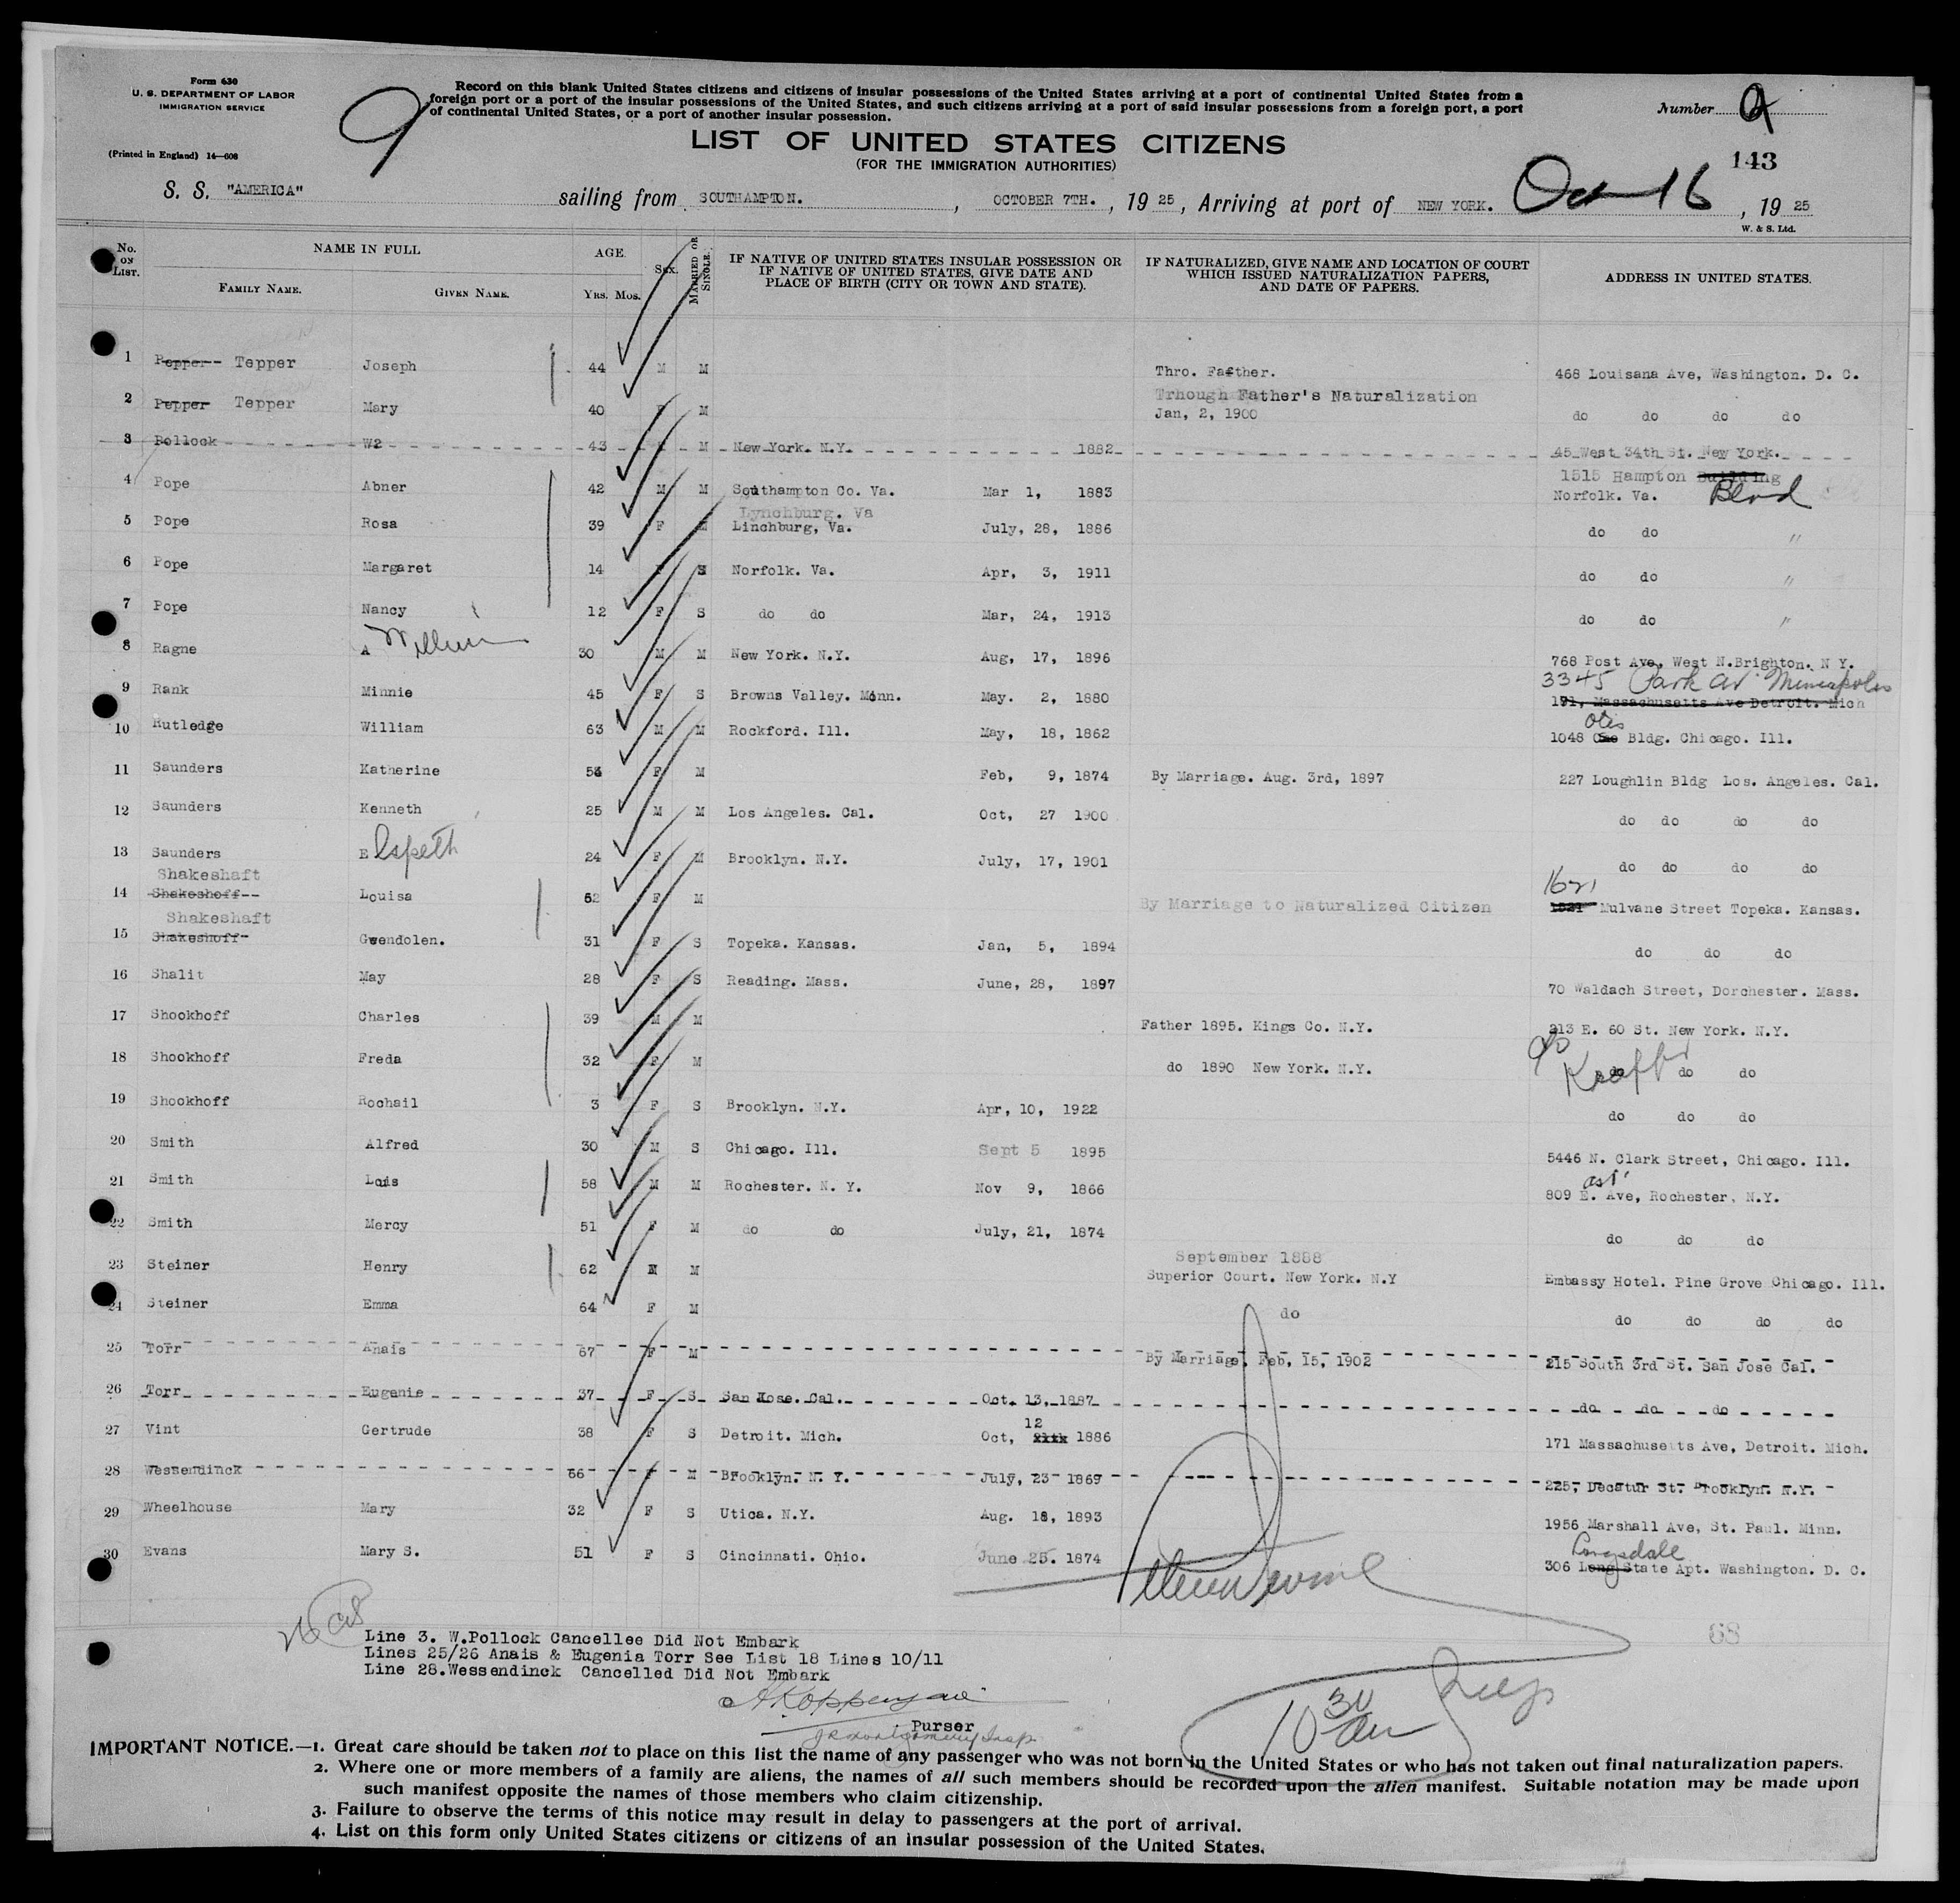 Form 630
U. S. DEPARTMENT OF LABOR
IMMIGRATION SERVICE
(Printed in England) 14—608
9
Record on this blank United States citizens and citizens of insular possessions of the United States arriving at a port of continental United States from a
foreign port or a port of the insular possessions of the United States, and such citizens arriving at a port of said insular possessions from a foreign port, a port
of continental United States, or a port of another insular possession.
Number 9
LIST OF UNITED STATES CITIZENS
(FOR THE IMMIGRATION AUTHORITIES)
143
S. S. "AMERICA" sailing from SOUTHAMPTON. , OCTOBER 7TH. , 19 25 , Arriving at port of NEW YORK. Oct 16 , 19 25
W. & S. Ltd.
No. ON LIST. NAME IN FULL FAMILY NAME. GIVEN NAME. AGE YRS. MOS. SEX. MARRIED OR SINGLE. IF NATIVE OF UNITED STATES INSULAR POSSESSION OR IF NATIVE OF UNITED STATES, GIVE DATE AND PLACE OF BIRTH (CITY OR TOWN AND STATE). IF NATURALIZED, GIVE NAME AND LOCATION OF COURT WHICH ISSUED NATURALIZATION PAPERS, AND DATE OF PAPERS. ADDRESS IN UNITED STATES.
1 Pepper Tepper Joseph 44 M M Thro. Father. 468 Louisana Ave, Washington. D. C.
Trhough Father's Naturalization
2 Pepper Tepper Mary 40 F M Jan, 2, 1900 do do do do
3 Pollock W2 43 M New York. N.Y. 1882 45 West 34th St. New York.
1515 Hampton Building Blvd
4 Pope Abner 42 M M Southampton Co. Va. Mar 1, 1883 Norfolk. Va.
Lynchburg. Va
5 Pope Rosa 39 F M Linchburg, Va. July, 28, 1886 do do "
6 Pope Margaret 14 F S Norfolk. Va. Apr, 3, 1911 do do "
7 Pope Nancy 12 F S do do Mar, 24, 1913 do do "
8 Ragne A William 30 M M New York. N.Y. Aug, 17, 1896 768 Post Ave, West N.Brighton. N Y.
3345 Park Av Mineapolis
9 Rank Minnie 45 F S Browns Valley. Minn. May. 2, 1880 191, Massachusetts Ave Detroit. Mich
Otis
10 Rutledge William 63 M M Rockford. Ill. May, 18, 1862 1048 Bldg. Chicago. Ill.
11 Saunders Katherine F M Feb, 9, 1874 By Marriage. Aug. 3rd, 1897 227 Loughlin Bldg Los. Angeles. Cal.
12 Saunders Kenneth 25 M M Los Angeles. Cal. Oct, 27 1900 do do do do
13 Saunders Elspeth 24 F M Brooklyn. N.Y. July, 17, 1901 do do do do
Shakeshaft 1621
14 Shakeshoff Louisa 52 F M By Marriage to Naturalized Citizen Mulvane Street Topeka. Kansas.
Shakeshaft
15 Shakeshoff Gwendolen. 31 F S Topeka. Kansas. Jan, 5, 1894 do do do
16 Shalit May 28 F S Reading. Mass. June, 28, 1897 70 Waldach Street, Dorchester. Mass.
17 Shookhoff Charles 39 M M Father 1895. Kings Co. N.Y. 213 E. 60 St. New York. N.Y.
18 Shookhoff Freda 32 F M do 1890 New York. N.Y. do do
19 Shookhoff Rochail 3 F S Brooklyn. N.Y. Apr, 10, 1922 do do do
20 Smith Alfred 30 M S Chicago. Ill. Sept 5 1895 5446 N. Clark Street, Chicago. Ill.
ast
21 Smith Lois 58 M M Rochester. N. Y. Nov 9, 1866 809 E. Ave, Rochester, N.Y.
22 Smith Mercy 51 F M do do July, 21, 1874 do do do
September 1888
23 Steiner Henry 62 M M Superior Court. New York. N.Y Embassy Hotel. Pine Grove Chicago. Ill.
24 Steiner Emma 64 F M do do do do do
25 Torr Anais 67 F M By Marriage, Feb, 15, 1902 215 South 3rd St. San Jose Cal.
26 Torr Eugenie 37 F S San Jose. Cal. Oct. 13, 1887 do do do
12
27 Vint Gertrude 38 F S Detroit. Mich. Oct, 1886 171 Massachusetts Ave, Detroit. Mich.
28 Wessendinck 56 F M Brooklyn. N. Y. July, 23 1869 225, Decatur St. Brooklyn. N.Y.
29 Wheelhouse Mary 32 F S Utica. N.Y. Aug. 18, 1893 1956 Marshall Ave, St. Paul. Minn.
Longsdall
30 Evans Mary S. 51 F S Cincinnati. Ohio. June 25. 1874 306 Long State Apt. Washington. D. C.
68
Line 3. W.Pollock Cancellee Did Not Embark
Lines 25/26 Anais & Eugenia Torr See List 18 Lines 10/11
Line 28.Wessendinck Cancelled Did Not Embark
Purser
10 30 am
IMPORTANT NOTICE.—1. Great care should be taken not to place on this list the name of any passenger who was not born in the United States or who has not taken out final naturalization papers.
2. Where one or more members of a family are aliens, the names of all such members should be recorded upon the alien manifest. Suitable notation may be made upon
such manifest opposite the names of those members who claim citizenship.
3. Failure to observe the terms of this notice may result in delay to passengers at the port of arrival.
4. List on this form only United States citizens or citizens of an insular possession of the United States.